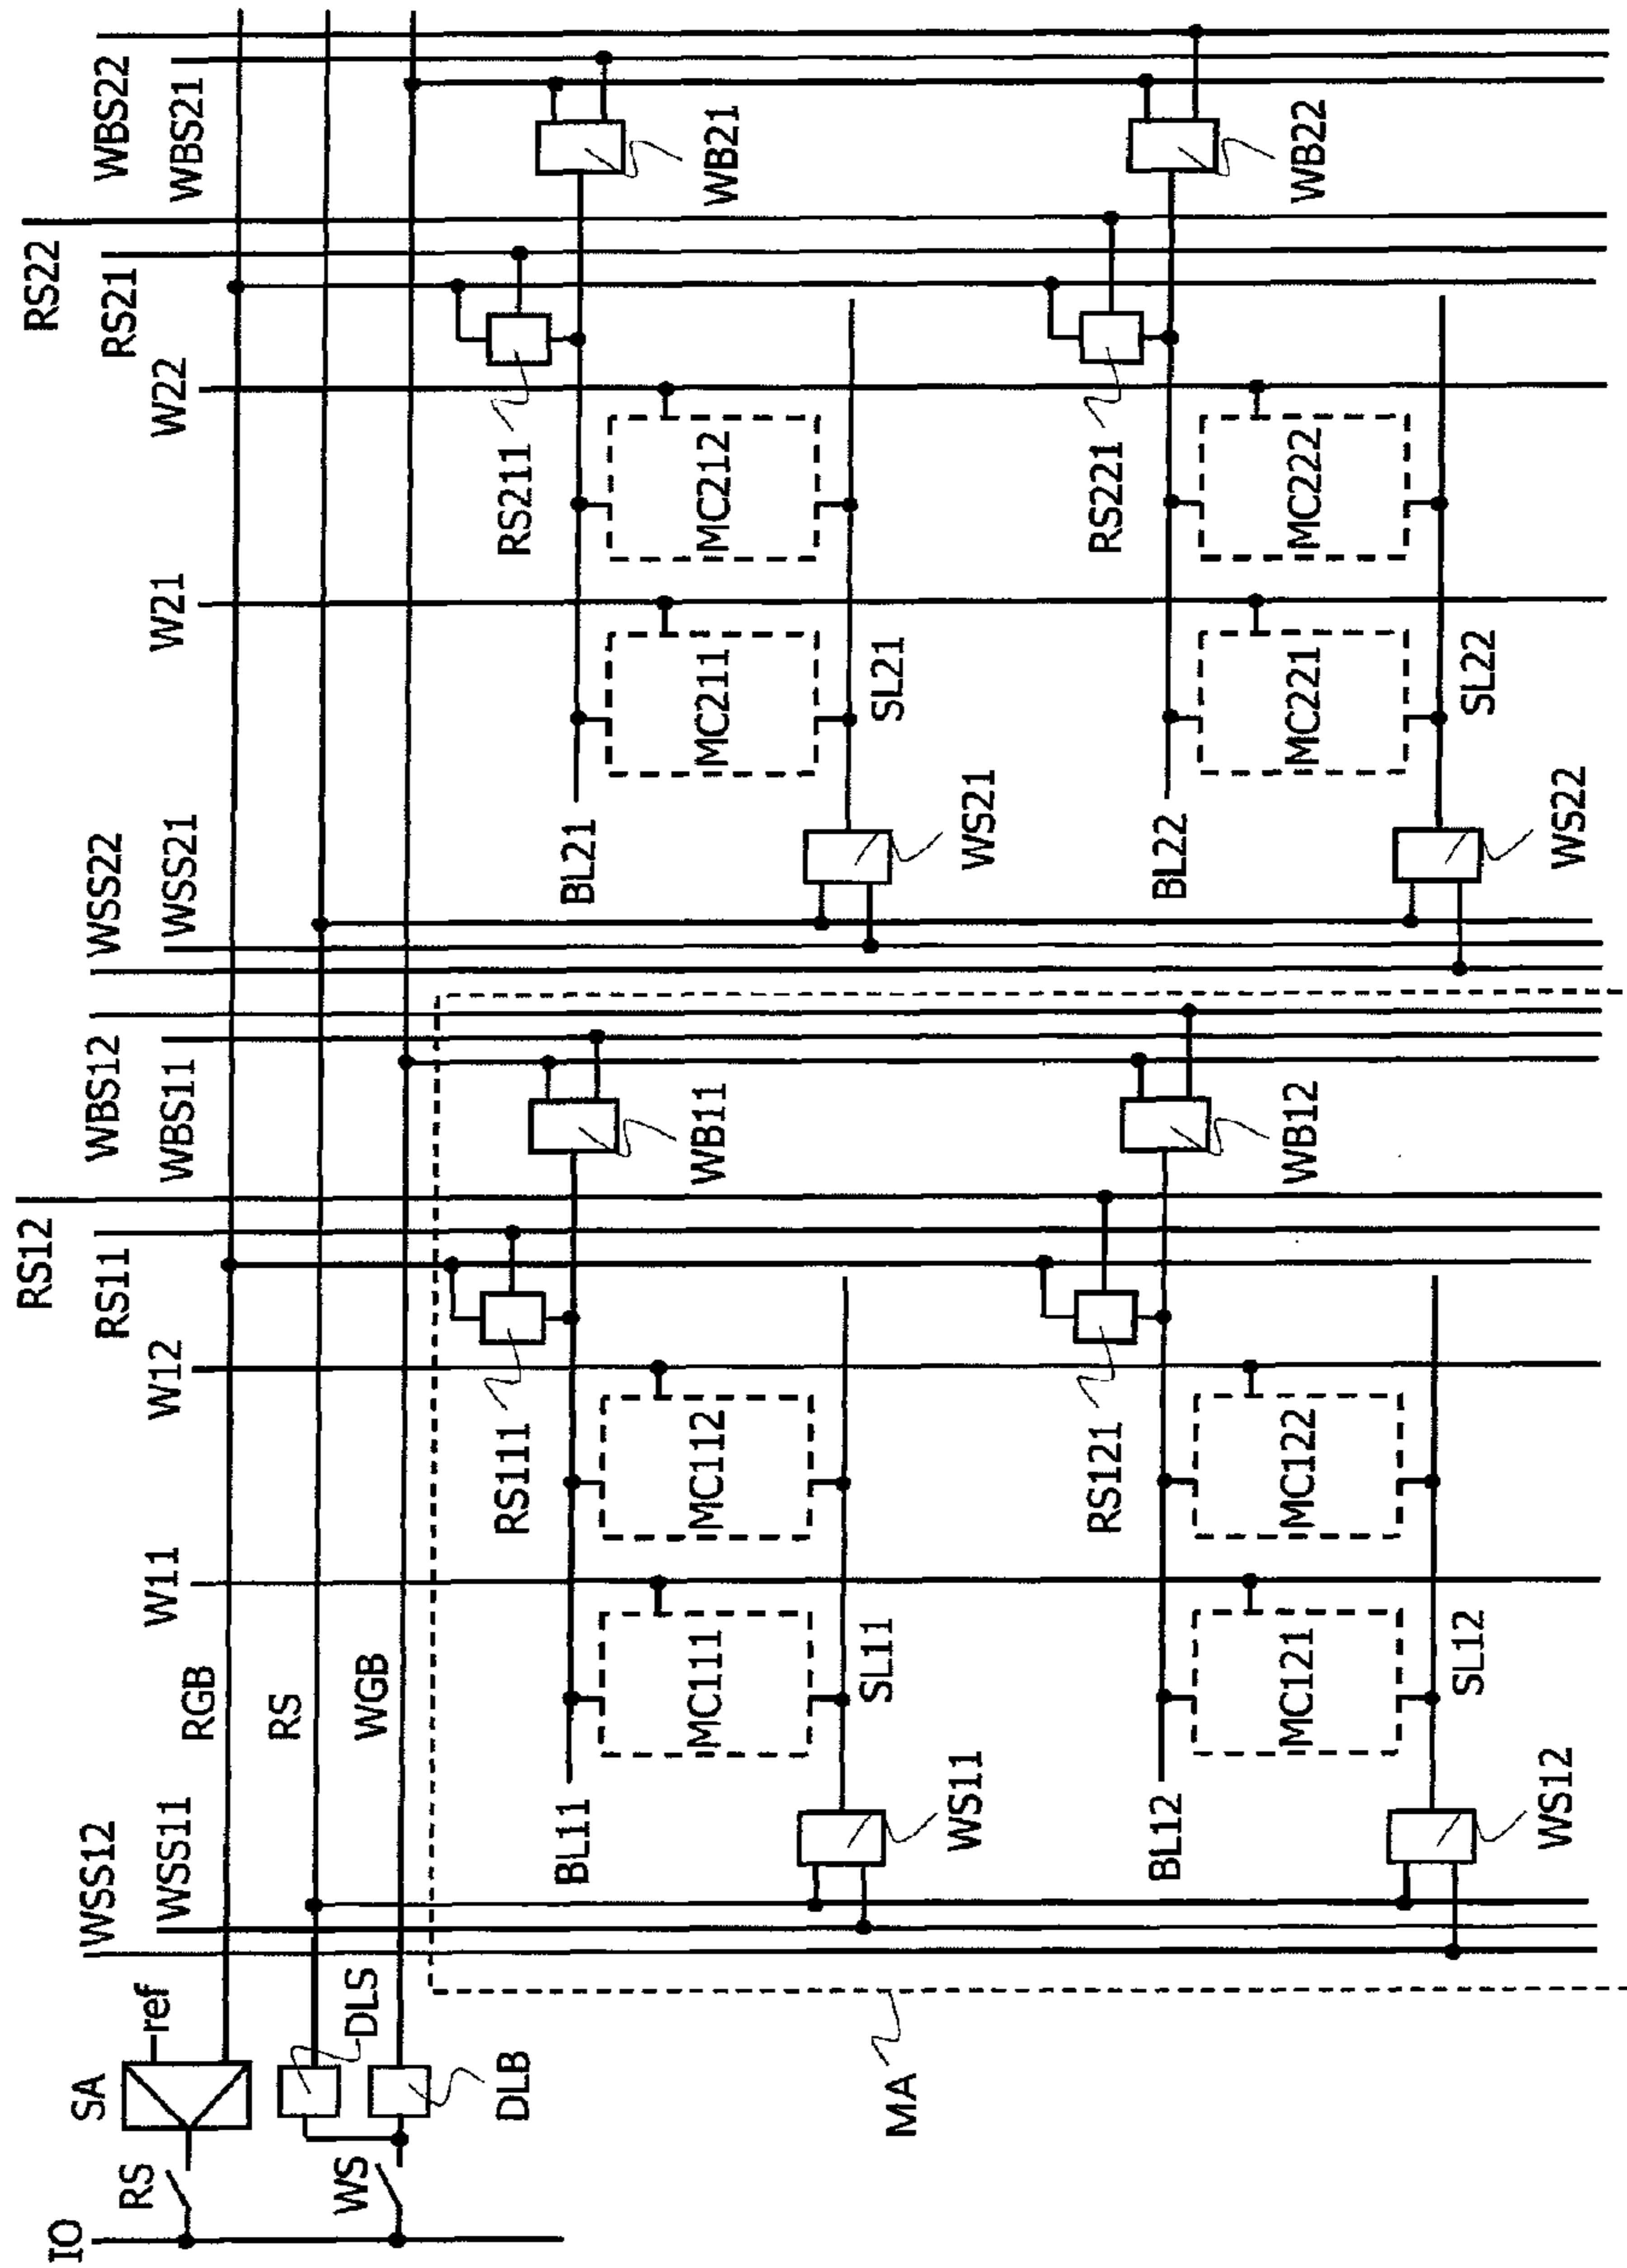 IO
RS
WS
SA
ref
DLS
DLB
MA
WSS12
WSS11
RGB
RS
WGB
W11
W12
RS12
RS11
WBS12
WBS11
WSS22
WSS21
W21
W22
RS22
RS21
WBS22
WBS21
BL11
MC111
MC112
RS111
WB11
SL11
WS11
BL21
MC211
MC212
RS211
WB21
SL21
WS21
BL12
MC121
MC122
RS121
WB12
SL12
WS12
BL22
MC221
MC222
RS221
WB22
SL22
WS22